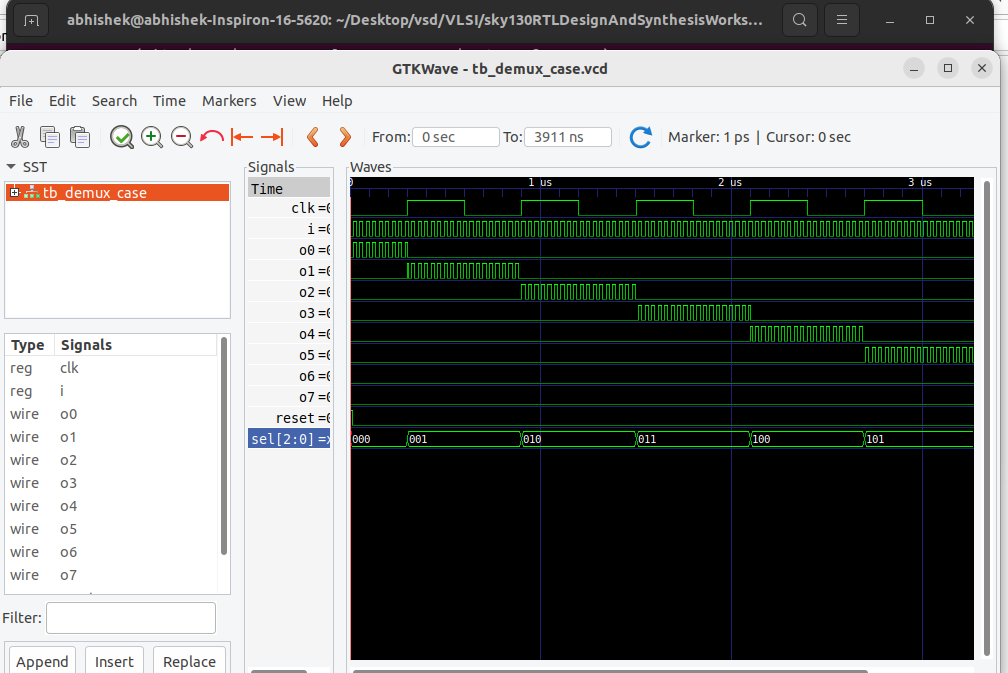 abhishek@abhishek-Inspiron-16-5620: ~/Desktop/vsd/VLSI/sky130RTLDesignAndSynthesisWorks...
GTKWave - tb_demux_case.vcd
File Edit Search Time Markers View Help
From: 0 sec To: 3911 ns Marker: 1 ps | Cursor: 0 sec
SST
tb_demux_case
Type Signals
reg clk
reg i
wire o0
wire o1
wire o2
wire o3
wire o4
wire o5
wire o6
wire o7
Filter:
Append Insert Replace
Signals
Time
clk =0
i =0
o0 =0
o1 =0
o2 =0
o3 =0
o4 =0
o5 =0
o6 =0
o7 =0
reset =0
sel[2:0] =x
Waves
0 1 us 2 us 3 us
000 001 010 011 100 101